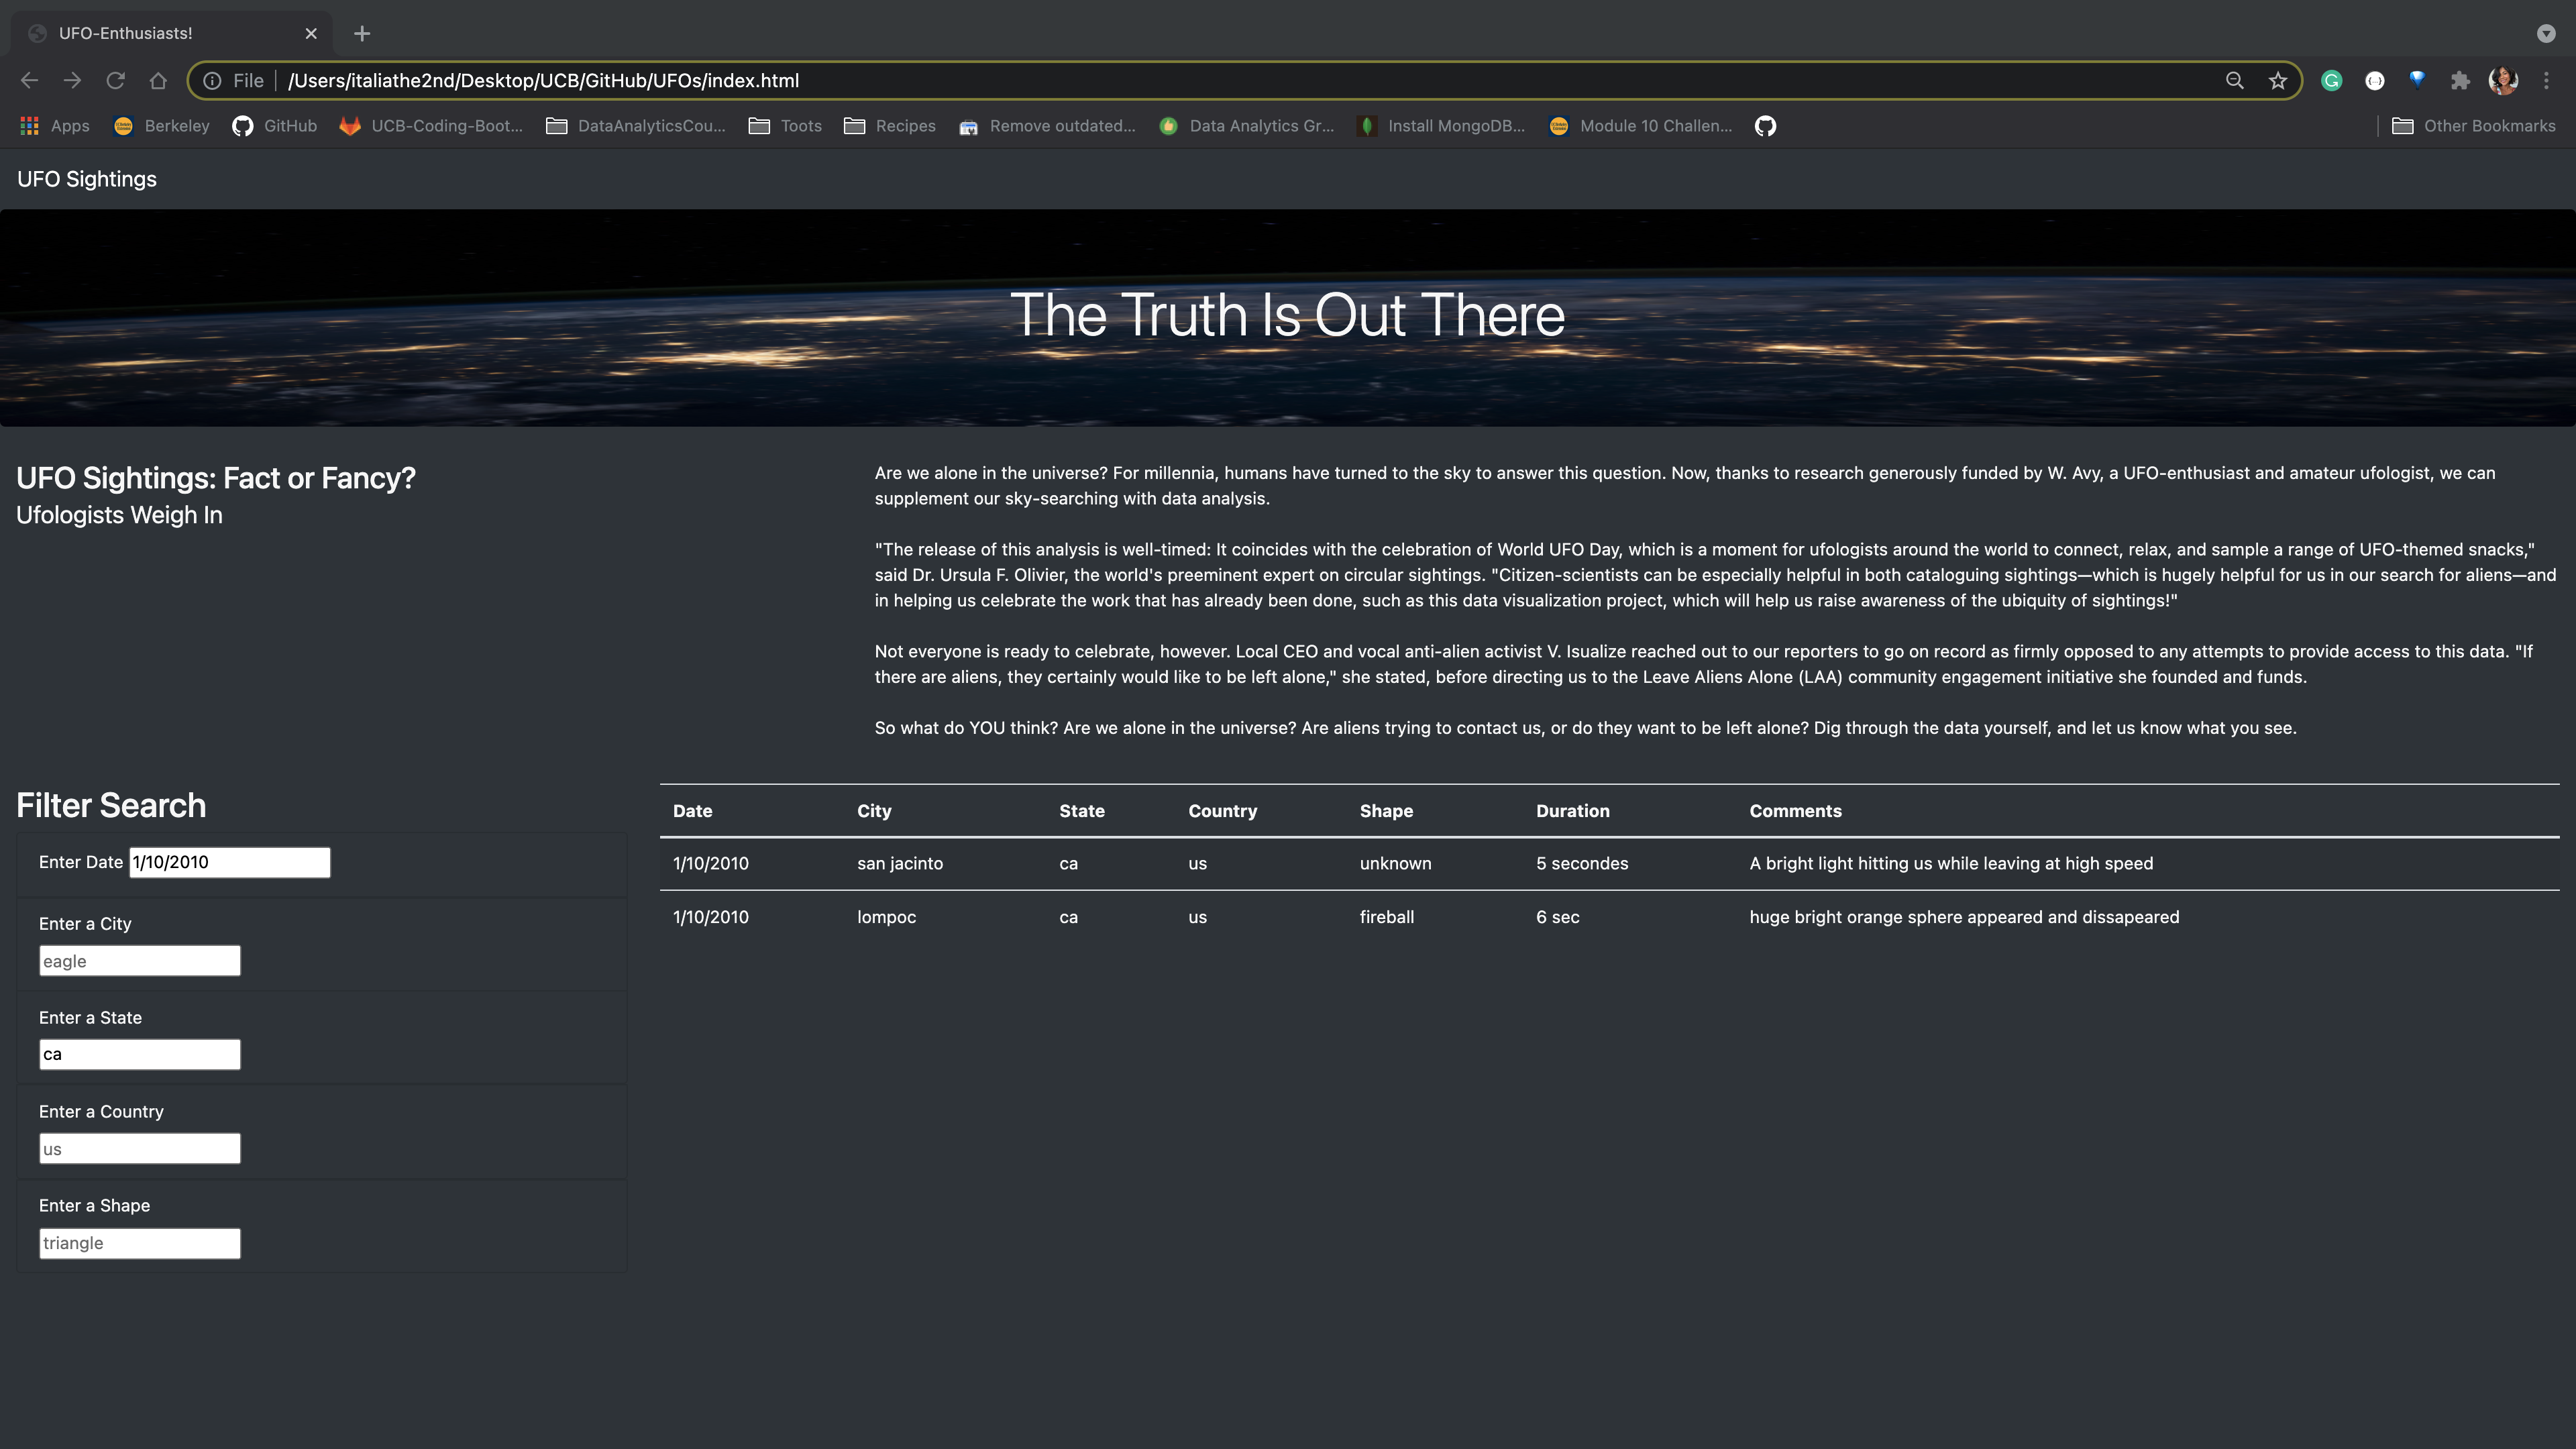 UFO-Enthusiasts!
File /Users/italiathe2nd/Desktop/UCB/GitHub/UFOs/index.html
Apps Berkeley GitHub UCB-Coding-Boot... DataAnalyticsCou... Toots Recipes Remove outdated... Data Analytics Gr... Install MongoDB... Module 10 Challen... Other Bookmarks
UFO Sightings
The Truth Is Out There
UFO Sightings: Fact or Fancy?
Ufologists Weigh In
Are we alone in the universe? For millennia, humans have turned to the sky to answer this question. Now, thanks to research generously funded by W. Avy, a UFO-enthusiast and amateur ufologist, we can
supplement our sky-searching with data analysis.
"The release of this analysis is well-timed: It coincides with the celebration of World UFO Day, which is a moment for ufologists around the world to connect, relax, and sample a range of UFO-themed snacks,"
said Dr. Ursula F. Olivier, the world's preeminent expert on circular sightings. "Citizen-scientists can be especially helpful in both cataloguing sightings—which is hugely helpful for us in our search for aliens—and
in helping us celebrate the work that has already been done, such as this data visualization project, which will help us raise awareness of the ubiquity of sightings!"
Not everyone is ready to celebrate, however. Local CEO and vocal anti-alien activist V. Isualize reached out to our reporters to go on record as firmly opposed to any attempts to provide access to this data. "If
there are aliens, they certainly would like to be left alone," she stated, before directing us to the Leave Aliens Alone (LAA) community engagement initiative she founded and funds.
So what do YOU think? Are we alone in the universe? Are aliens trying to contact us, or do they want to be left alone? Dig through the data yourself, and let us know what you see.
Filter Search
Enter Date 1/10/2010
Enter a City
eagle
Enter a State
ca
Enter a Country
us
Enter a Shape
triangle
Date City State Country Shape Duration Comments
1/10/2010 san jacinto ca us unknown 5 secondes A bright light hitting us while leaving at high speed
1/10/2010 lompoc ca us fireball 6 sec huge bright orange sphere appeared and dissapeared